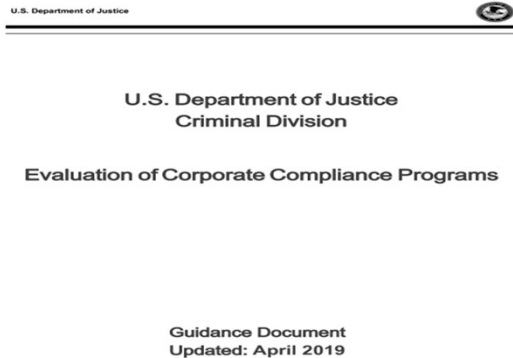 U.S. Department of Justice
U.S. Department of Justice
Criminal Division
Evaluation of Corporate Compliance Programs
Guidance Document
Updated: April 2019